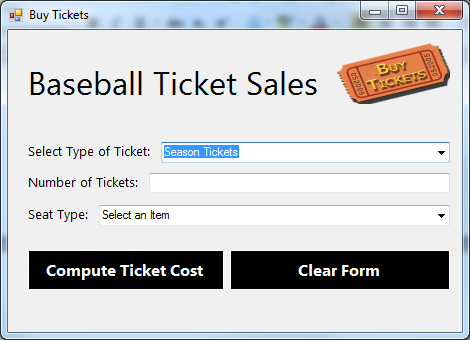 Buy Tickets
Baseball Ticket Sales
BUY
TICKETS
Select Type of Ticket: Season Tickets
Number of Tickets:
Seat Type: Select an Item
Compute Ticket Cost Clear Form